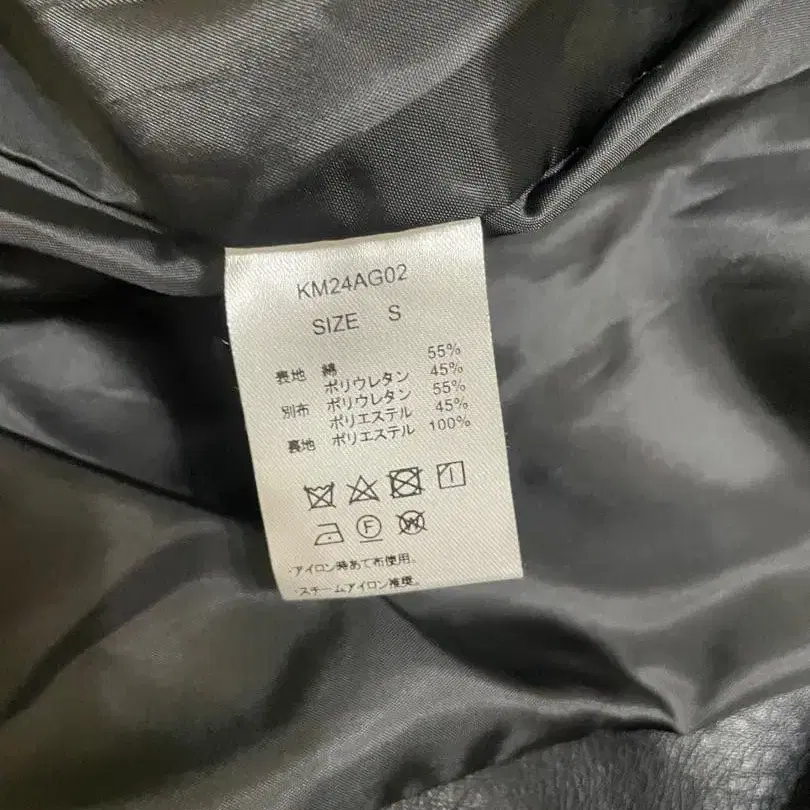 KM24AG02
SIZE S
表地 綿 55%
ポリウレタン 45%
別布 ポリウレタン 55%
ポリエステル 45%
裏地 ポリエステル 100%
F
W
・アイロン時あて布使用。
・スチームアイロン推奨。